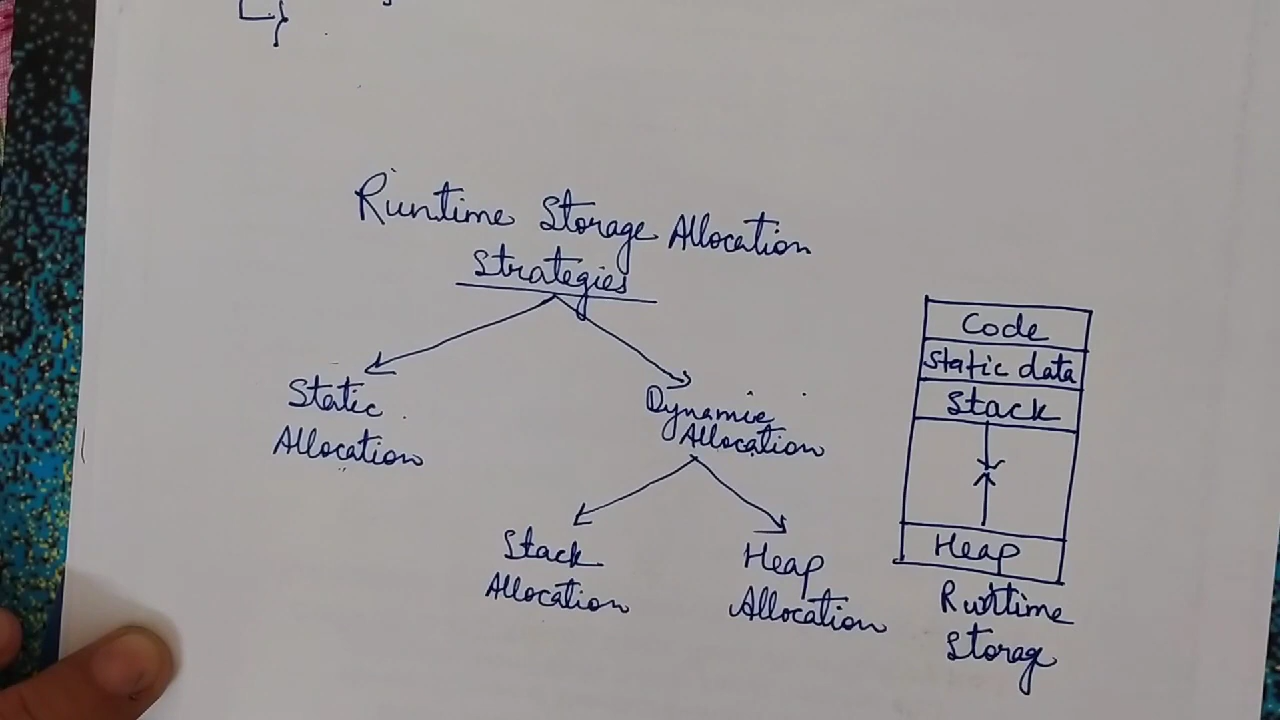 Runtime Storage Allocation
Strategies
Static
Allocation
Dynamic
Allocation
Stack
Allocation
Heap
Allocation
Code
Static data
Stack
Heap
Runtime
Storage